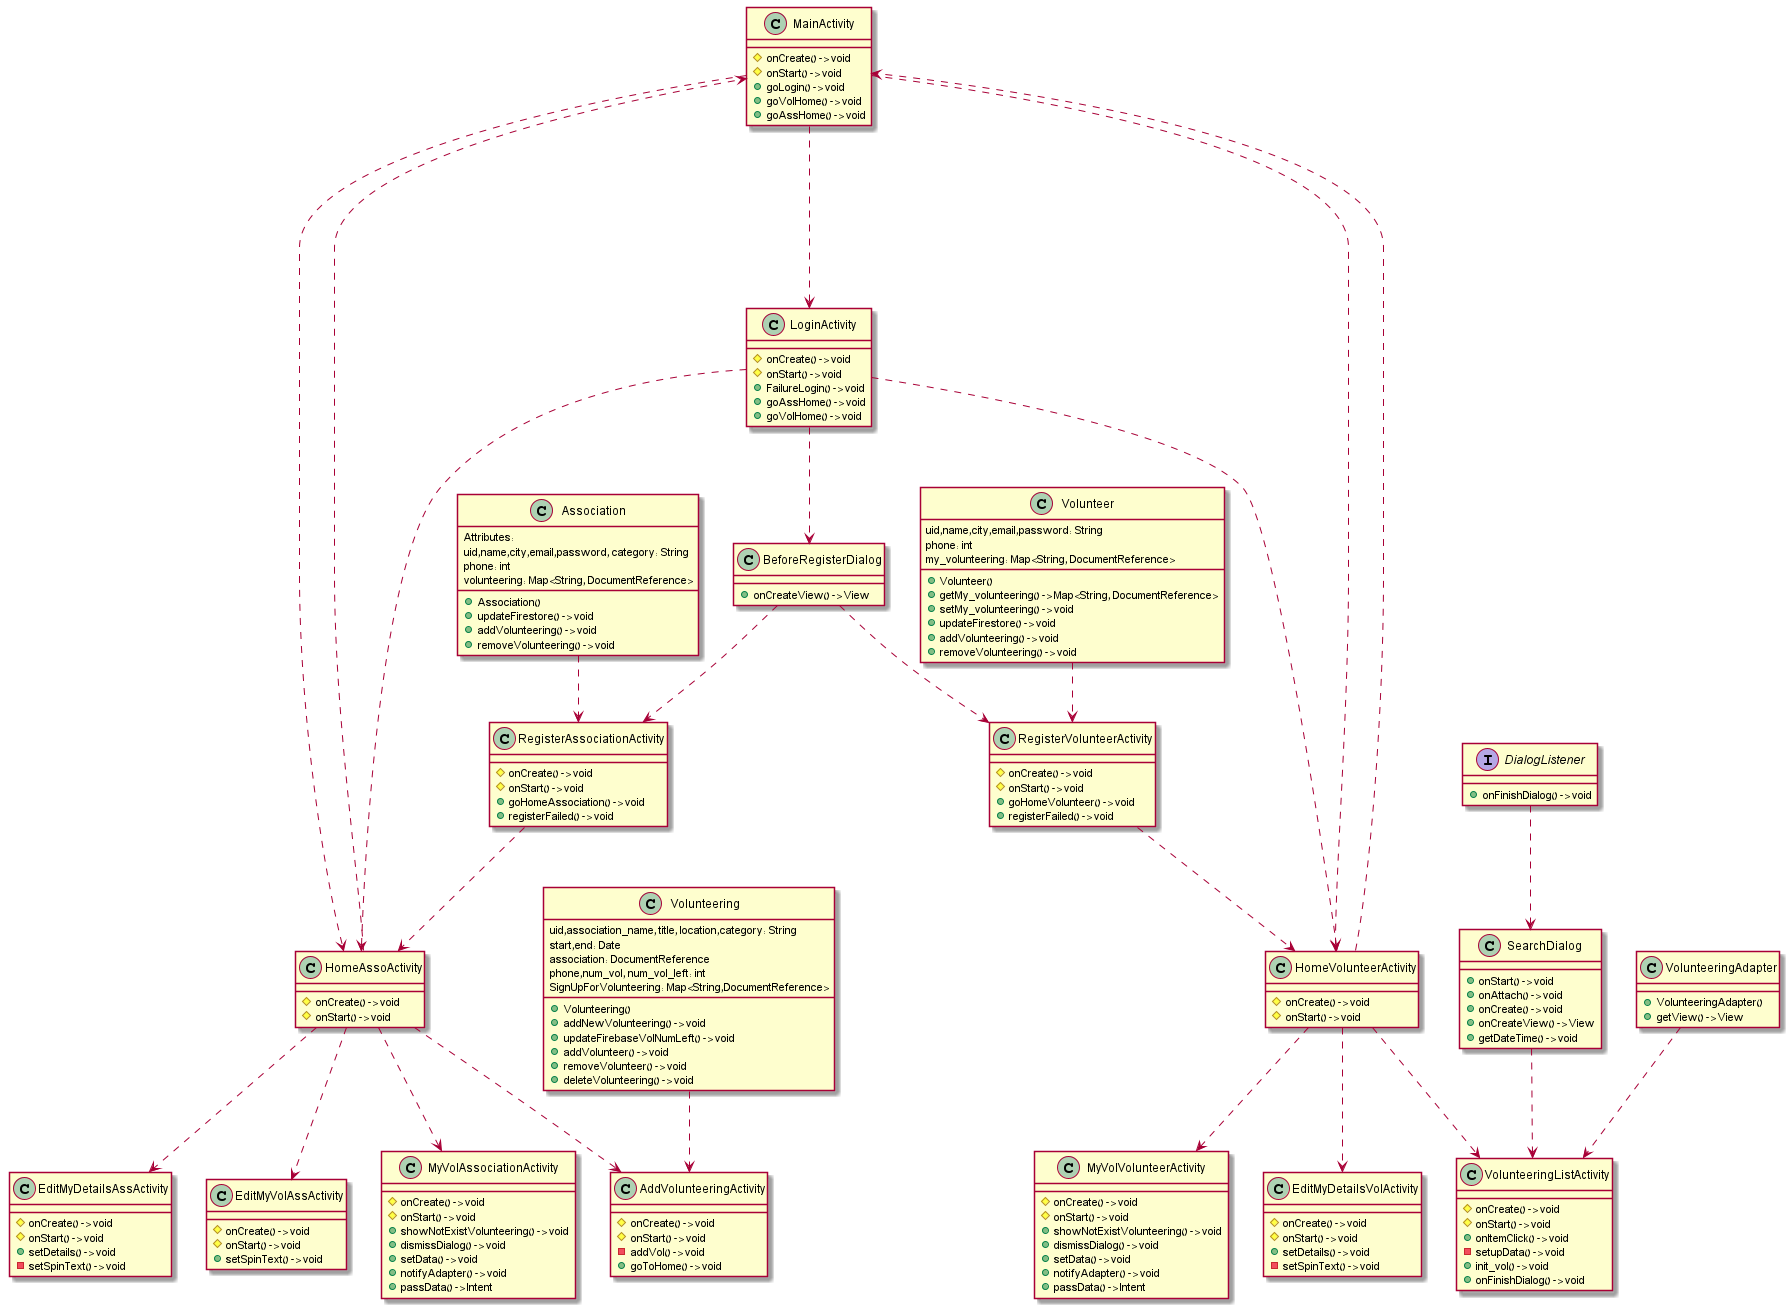 C MainActivity
onCreate()->void
onStart()->void
goLogin()->void
goVolHome()->void
goAssHome()->void
C LoginActivity
onCreate()->void
onStart()->void
FailureLogin()->void
goAssHome()->void
goVolHome()->void
C Association
Attributes:
uid,name,city,email,password, category: String
phone: int
volunteering: Map<String, DocumentReference>
Association()
updateFirestore()->void
addVolunteering()->void
removeVolunteering()->void
C BeforeRegisterDialog
onCreateView()->View
C Volunteer
uid,name,city,email,password: String
phone: int
my_volunteering: Map<String, DocumentReference>
Volunteer()
getMy_volunteering()->Map<String, DocumentReference>
setMy_volunteering()->void
updateFirestore()->void
addVolunteering()->void
removeVolunteering()->void
C RegisterAssociationActivity
onCreate()->void
onStart()->void
goHomeAssociation()->void
registerFailed()->void
C RegisterVolunteerActivity
onCreate()->void
onStart()->void
goHomeVolunteer()->void
registerFailed()->void
I DialogListener
onFinishDialog()->void
C Volunteering
uid,association_name, title, location,category: String
start,end: Date
association: DocumentReference
phone,num_vol, num_vol_left: int
SignUpForVolunteering: Map<String,DocumentReference>
Volunteering()
addNewVolunteering()->void
updateFirebaseVolNumLeft()->void
addVolunteer()->void
removeVolunteer()->void
deleteVolunteering()->void
C HomeAssoActivity
onCreate()->void
onStart()->void
C HomeVolunteerActivity
onCreate()->void
onStart()->void
C SearchDialog
onStart()->void
onAttach()->void
onCreate()->void
onCreateView()->View
getDateTime()->void
C VolunteeringAdapter
VolunteeringAdapter()
getView()->View
C EditMyDetailsAssActivity
onCreate()->void
onStart()->void
setDetails()->void
setSpinText()->void
C EditMyVolAssActivity
onCreate()->void
onStart()->void
setSpinText()->void
C MyVolAssociationActivity
onCreate()->void
onStart()->void
showNotExistVolunteering()->void
dismissDialog()->void
setData()->void
notifyAdapter()->void
passData()->Intent
C AddVolunteeringActivity
onCreate()->void
onStart()->void
addVol()->void
goToHome()->void
C MyVolVolunteerActivity
onCreate()->void
onStart()->void
showNotExistVolunteering()->void
dismissDialog()->void
setData()->void
notifyAdapter()->void
passData()->Intent
C EditMyDetailsVolActivity
onCreate()->void
onStart()->void
setDetails()->void
setSpinText()->void
C VolunteeringListActivity
onCreate()->void
onStart()->void
onItemClick()->void
setupData()->void
init_vol()->void
onFinishDialog()->void